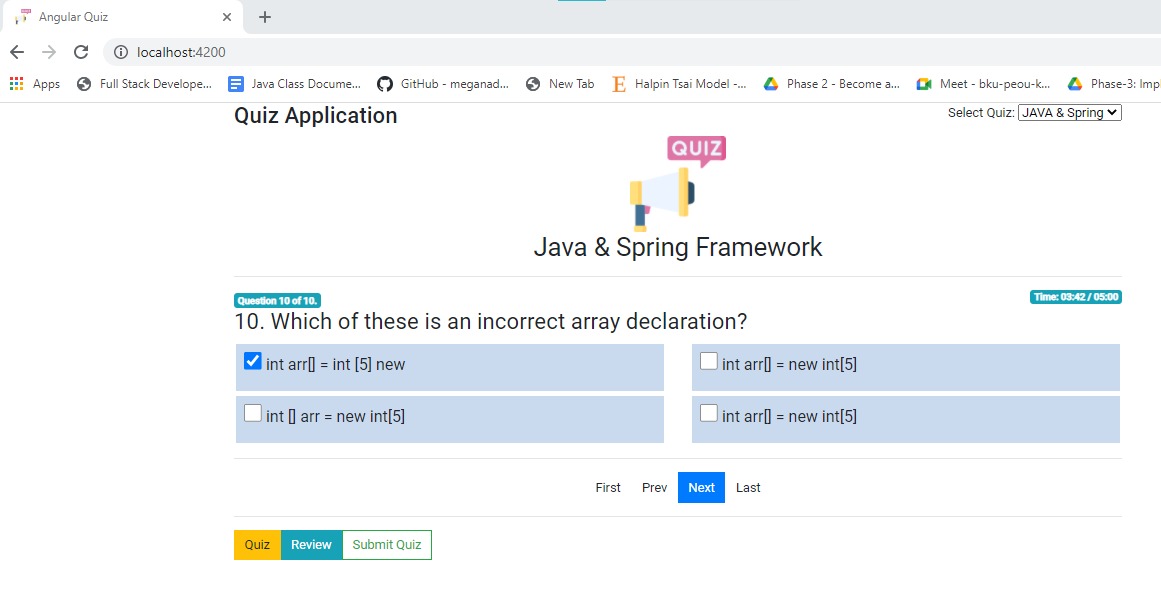 Angular Quiz
localhost:4200
Apps Full Stack Develope... Java Class Docume... GitHub - meganad... New Tab Halpin Tsai Model -... Phase 2 - Become a... Meet - bku-peou-k... Phase-3: Impl
Quiz Application Select Quiz: JAVA & Spring
QUIZ
Java & Spring Framework
Question 10 of 10. Time: 03:42 / 05:00
10. Which of these is an incorrect array declaration?
int arr[] = int [5] new int arr[] = new int[5]
int [] arr = new int[5] int arr[] = new int[5]
First Prev Next Last
Quiz Review Submit Quiz